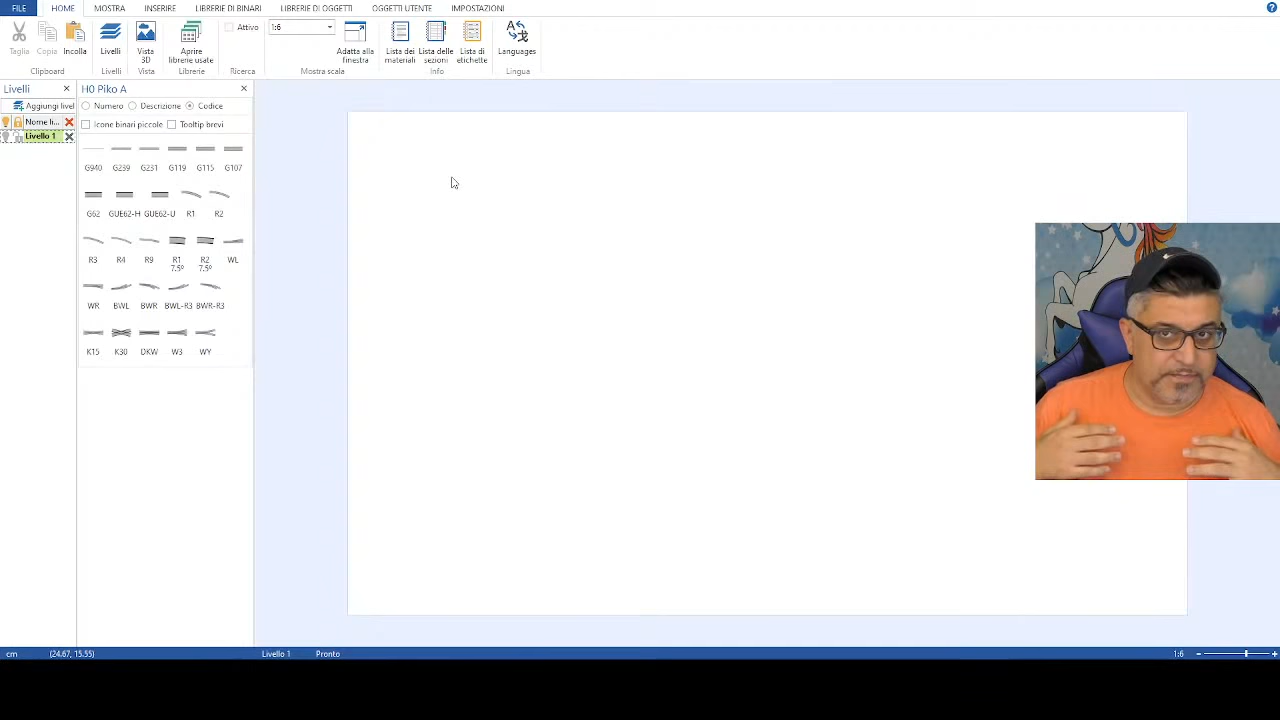 FILE HOME MOSTRA INSERIRE LIBRERIE DI BINARI LIBRERIE DI OGGETTI OGGETTI UTENTE IMPOSTAZIONI
Taglia Copia Incolla Livelli Vista 3D Aprire librerie usate Attivo 1:6 Adatta alla finestra Lista dei materiali Lista delle sezioni Lista di etichette Languages
Clipboard Livelli Vista Librerie Ricerca Mostra scala Info Lingua
Livelli
Aggiungi livel
Nome li...
Livello 1
H0 Piko A
Numero Descrizione Codice
Icone binari piccole Tooltip brevi
G940 G239 G231 G119 G115 G107
G62 GUE62-H GUE62-U R1 R2
R3 R4 R9 R1 7.5° R2 7.5° WL
WR BWL BWR BWL-R3 BWR-R3
K15 K30 DKW W3 WY
cm (24.67, 15.55) Livello 1 Pronto 1:6